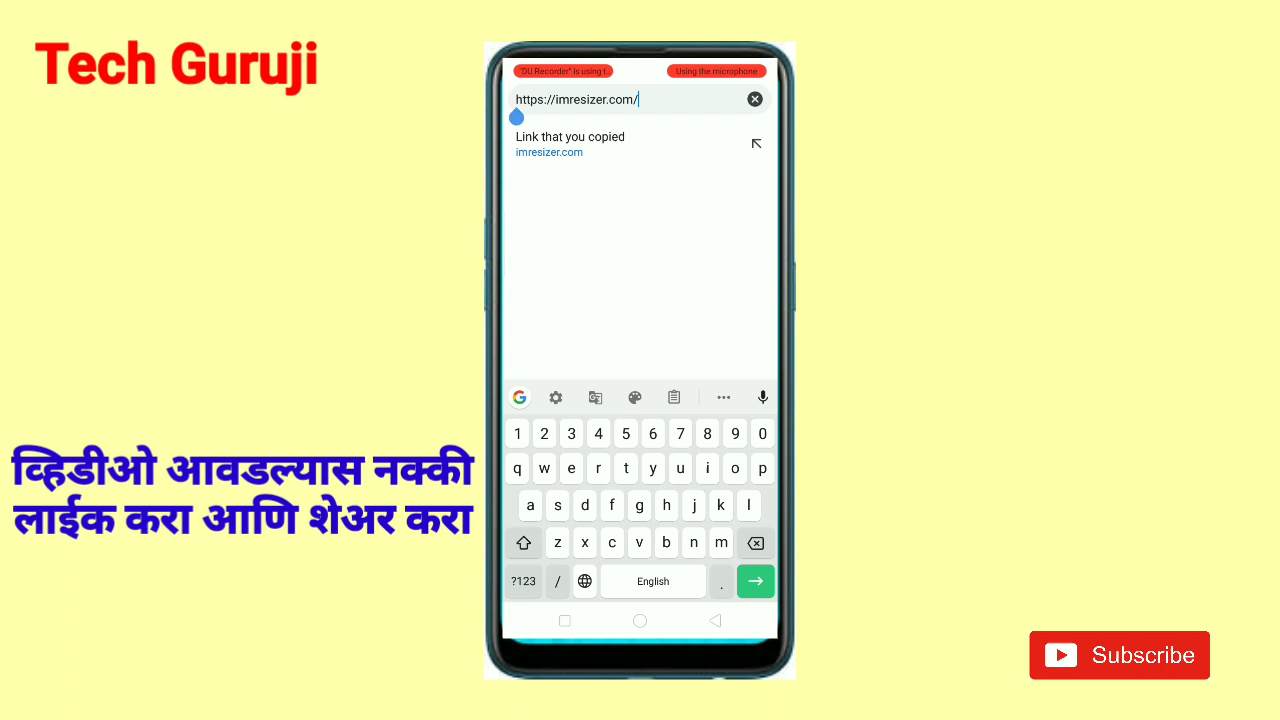 Tech Guruji
"DU Recorder" is using t...
Using the microphone
https://imresizer.com/
Link that you copied
imresizer.com
व्हिडीओ आवडल्यास नक्की
लाईक करा आणि शेअर करा
1 2 3 4 5 6 7 8 9 0
q w e r t y u i o p
a s d f g h j k l
z x c v b n m
?123 / English .
Subscribe